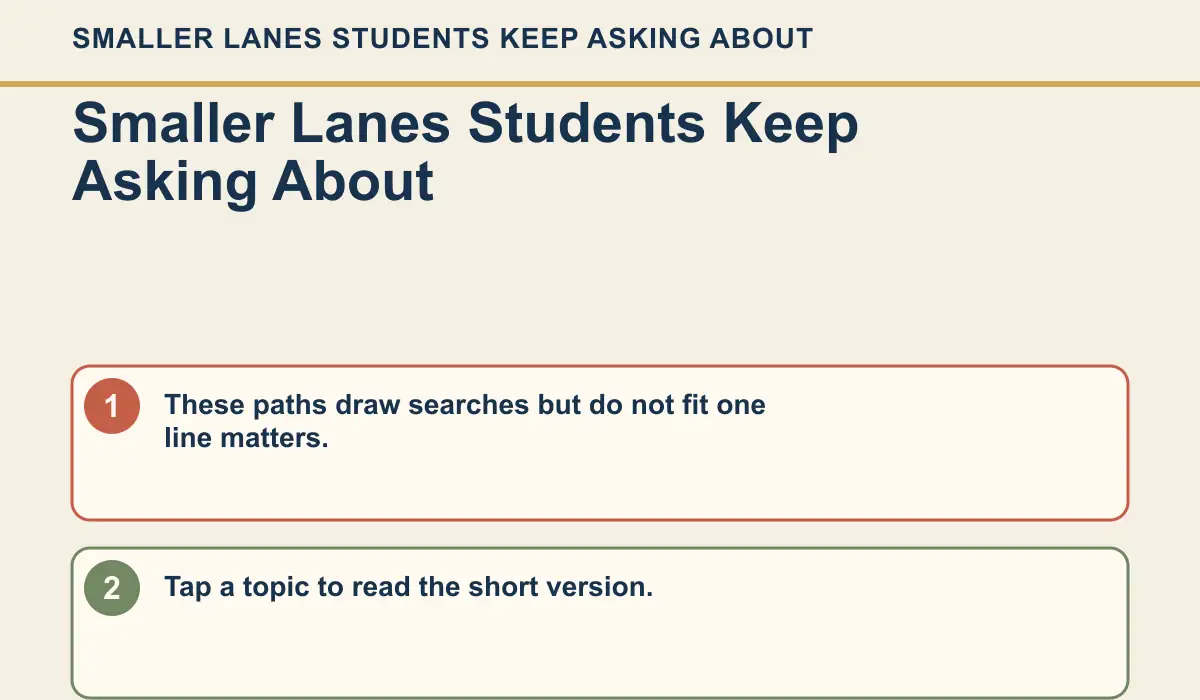 SMALLER LANES STUDENTS KEEP ASKING ABOUT
Smaller Lanes Students Keep
Asking About
1
These paths draw searches but do not fit one
line matters.
2
Tap a topic to read the short version.